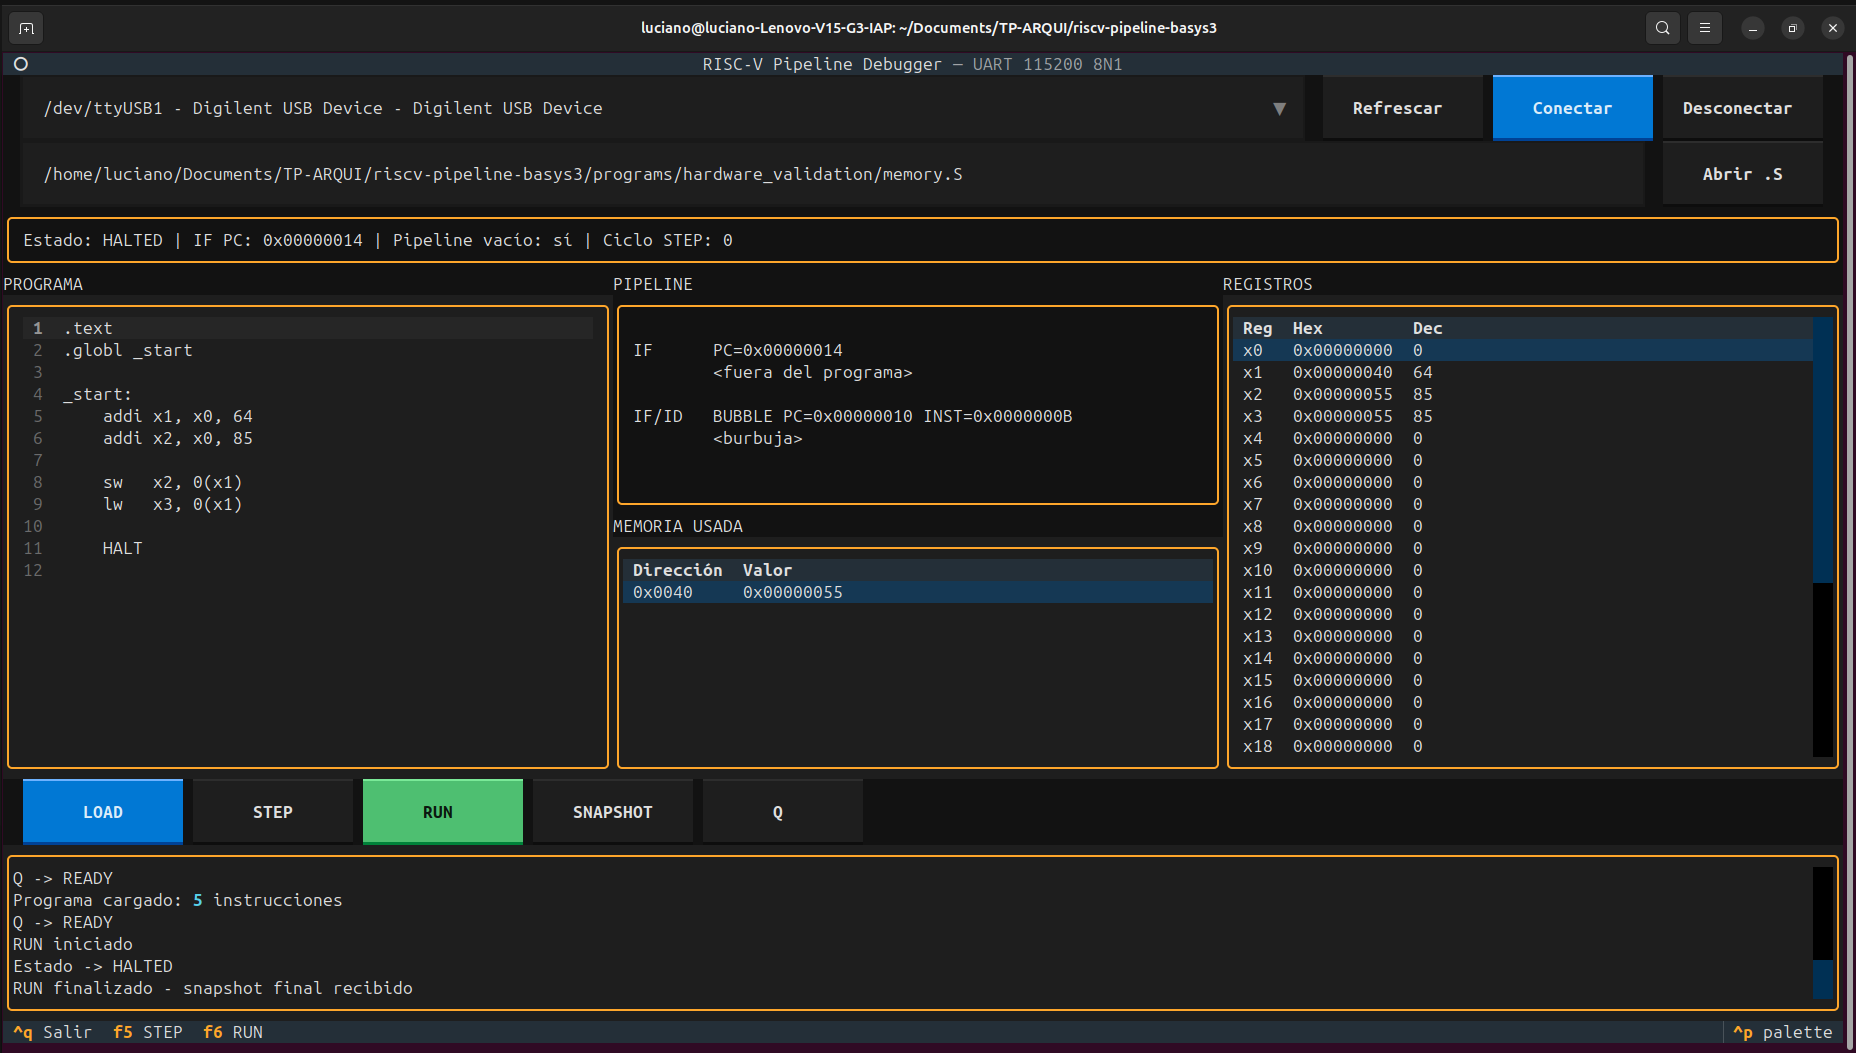 luciano@luciano-Lenovo-V15-G3-IAP: ~/Documents/TP-ARQUI/riscv-pipeline-basys3
RISC-V Pipeline Debugger — UART 115200 8N1
/dev/ttyUSB1 - Digilent USB Device - Digilent USB Device ▼ Refrescar Conectar Desconectar
/home/luciano/Documents/TP-ARQUI/riscv-pipeline-basys3/programs/hardware_validation/memory.S Abrir .S
Estado: HALTED | IF PC: 0x00000014 | Pipeline vacío: sí | Ciclo STEP: 0
PROGRAMA
1 .text
2 .globl _start
3
4 _start:
5 addi x1, x0, 64
6 addi x2, x0, 85
7
8 sw x2, 0(x1)
9 lw x3, 0(x1)
10
11 HALT
12
PIPELINE
IF PC=0x00000014
<fuera del programa>
IF/ID BUBBLE PC=0x00000010 INST=0x0000000B
<burbuja>
MEMORIA USADA
Dirección Valor
0x0040 0x00000055
REGISTROS
Reg Hex Dec
x0 0x00000000 0
x1 0x00000040 64
x2 0x00000055 85
x3 0x00000055 85
x4 0x00000000 0
x5 0x00000000 0
x6 0x00000000 0
x7 0x00000000 0
x8 0x00000000 0
x9 0x00000000 0
x10 0x00000000 0
x11 0x00000000 0
x12 0x00000000 0
x13 0x00000000 0
x14 0x00000000 0
x15 0x00000000 0
x16 0x00000000 0
x17 0x00000000 0
x18 0x00000000 0
LOAD STEP RUN SNAPSHOT Q
Q -> READY
Programa cargado: 5 instrucciones
Q -> READY
RUN iniciado
Estado -> HALTED
RUN finalizado - snapshot final recibido
^q Salir f5 STEP f6 RUN ^p palette